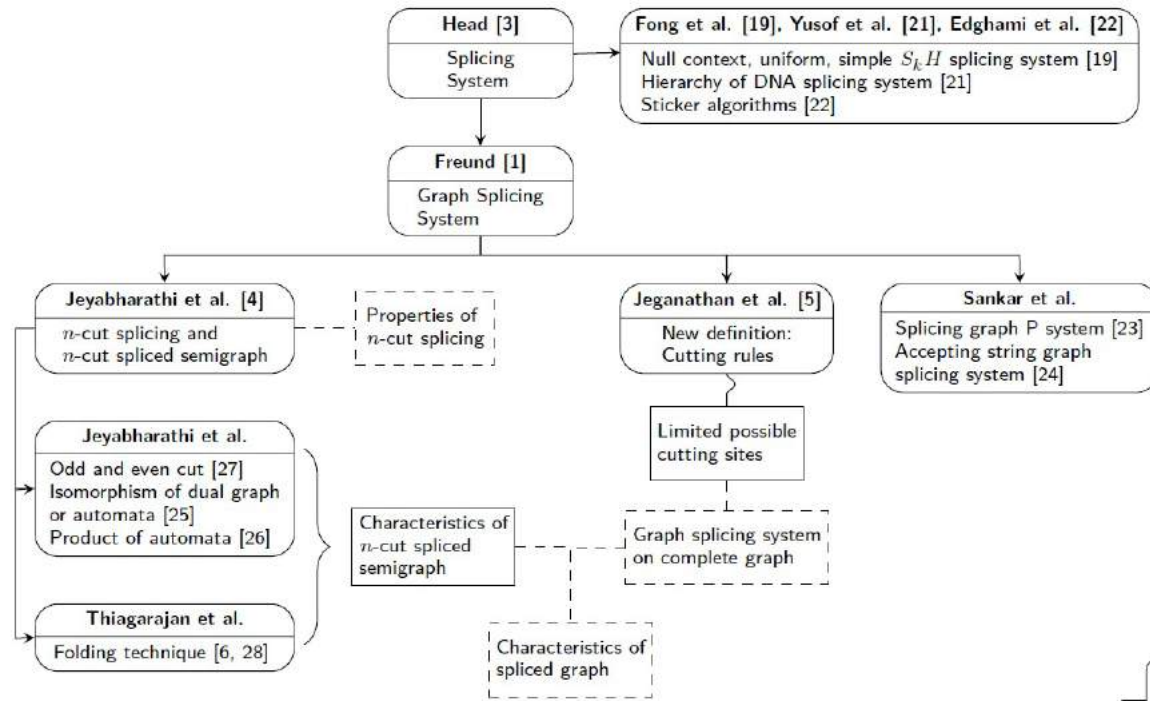 Head [3]
Splicing
System
Fong et al. [19], Yusof et al. [21], Edghami et al. [22]
Null context, uniform, simple SₖH splicing system [19]
Hierarchy of DNA splicing system [21]
Sticker algorithms [22]
Freund [1]
Graph Splicing
System
Jeyabharathi et al. [4]
n-cut splicing and
n-cut spliced semigraph
Properties of
n-cut splicing
Jeganathan et al. [5]
New definition:
Cutting rules
Sankar et al.
Splicing graph P system [23]
Accepting string graph
splicing system [24]
Jeyabharathi et al.
Odd and even cut [27]
Isomorphism of dual graph
or automata [25]
Product of automata [26]
Limited possible
cutting sites
Characteristics of
n-cut spliced
semigraph
Graph splicing system
on complete graph
Thiagarajan et al.
Folding technique [6, 28]
Characteristics of
spliced graph